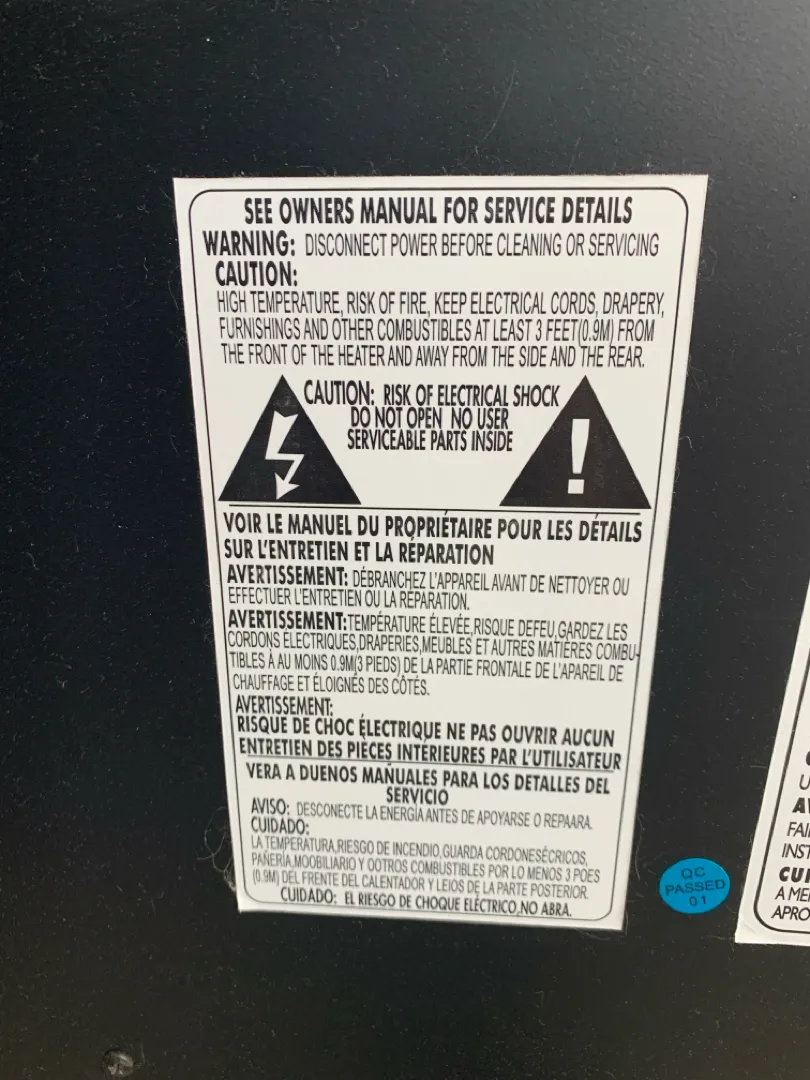 SEE OWNERS MANUAL FOR SERVICE DETAILS
WARNING: DISCONNECT POWER BEFORE CLEANING OR SERVICING
CAUTION:
HIGH TEMPERATURE, RISK OF FIRE, KEEP ELECTRICAL CORDS, DRAPERY,
FURNISHINGS AND OTHER COMBUSTIBLES AT LEAST 3 FEET(0.9M) FROM
THE FRONT OF THE HEATER AND AWAY FROM THE SIDE AND THE REAR.
CAUTION: RISK OF ELECTRICAL SHOCK
DO NOT OPEN NO USER
SERVICEABLE PARTS INSIDE
!
VOIR LE MANUEL DU PROPRIÉTAIRE POUR LES DÉTAILS
SUR L'ENTRETIEN ET LA RÉPARATION
AVERTISSEMENT: DÉBRANCHEZ L'APPAREIL AVANT DE NETTOYER OU
EFFECTUER L'ENTRETIEN OU LA RÉPARATION.
AVERTISSEMENT:TEMPÉRATURE ÉLEVÉE,RISQUE DEFEU,GARDEZ LES
CORDONS ÉLECTRIQUES,DRAPERIES,MEUBLES ET AUTRES MATIÈRES COMBU-
TIBLES À AU MOINS 0.9M(3 PIEDS) DE LA PARTIE FRONTALE DE L'APAREIL DE
CHAUFFAGE ET ÉLOIGNÉS DES CÔTÉS.
AVERTISSEMENT:
RISQUE DE CHOC ÉLECTRIQUE NE PAS OUVRIR AUCUN
ENTRETIEN DES PIÈCES INTÉRIEURES PAR L'UTILISATEUR
VERA A DUENOS MAÑUALES PARA LOS DETALLES DEL
SERVICIO
AVISO: DESCONECTE LA ENERGÍA ANTES DE APOYARSE O REPAARA.
CUIDADO:
LA TEMPERATURA,RIESGO DE INCENDIO,GUARDA CORDONESÉCRICOS,
PAÑERÍA,MOOBILIARIO Y OOTROS COMBUSTIBLES POR LO MENOS 3 POES
(0.9M) DEL FRENTE DEL CALENTADOR Y LEIOS DE LA PARTE POSTERIOR.
CUIDADO: EL RIESGO DE CHOQUE ELÉCTRICO,NO ABRA.
QC
PASSED
01
U
FAI
INST
CUI
A ME
APRO